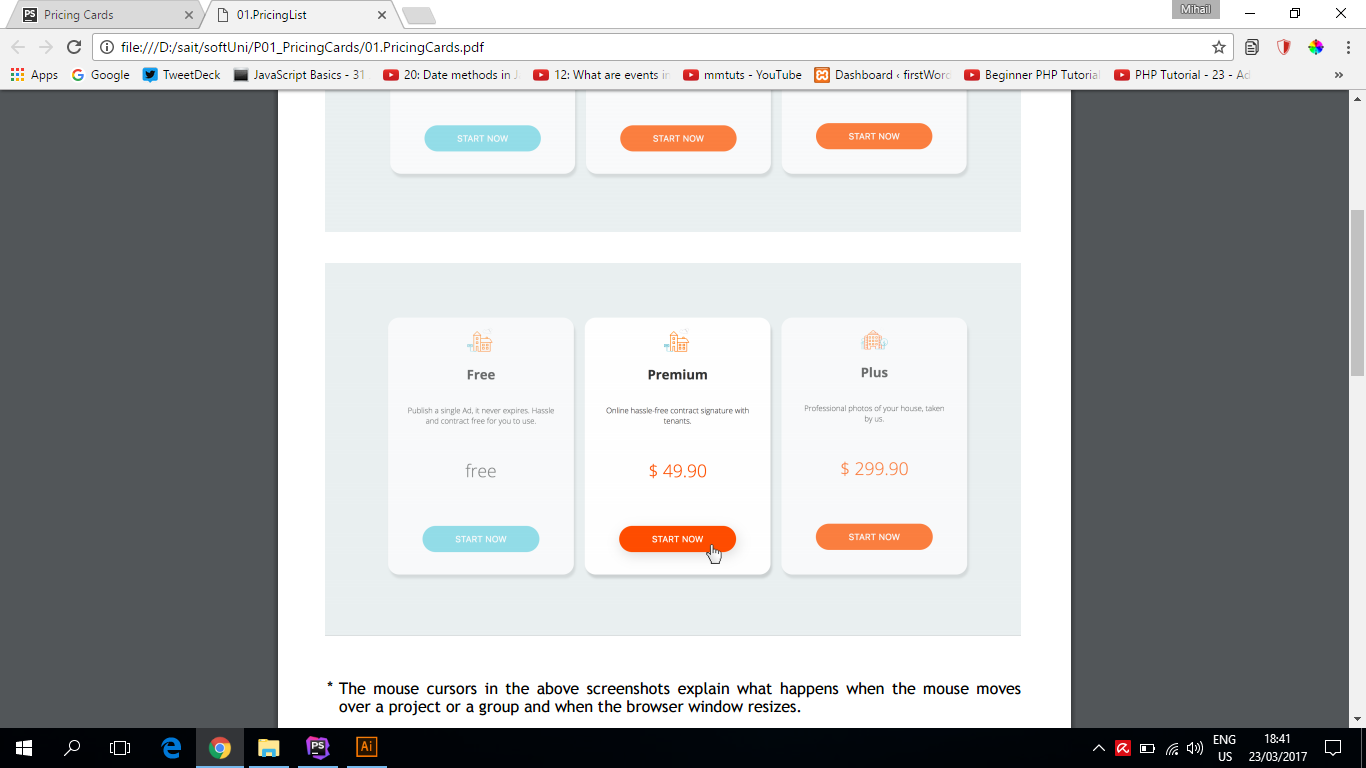 Pricing Cards
01.PricingList
Mihail
file:///D:/sait/softUni/P01_PricingCards/01.PricingCards.pdf
Apps
Google
TweetDeck
JavaScript Basics - 31
20: Date methods in J
12: What are events in
mmtuts - YouTube
Dashboard ‹ firstWord
Beginner PHP Tutorial
PHP Tutorial - 23 - Ad
»
START NOW
START NOW
START NOW
Free
Publish a single Ad, it never expires. Hassle
and contract free for you to use.
free
START NOW
Premium
Online hassle-free contract signature with
tenants.
$ 49.90
START NOW
Plus
Professional photos of your house, taken
by us.
$ 299.90
START NOW
* The mouse cursors in the above screenshots explain what happens when the mouse moves
over a project or a group and when the browser window resizes.
PS
Ai
ENG
US
18:41
23/03/2017